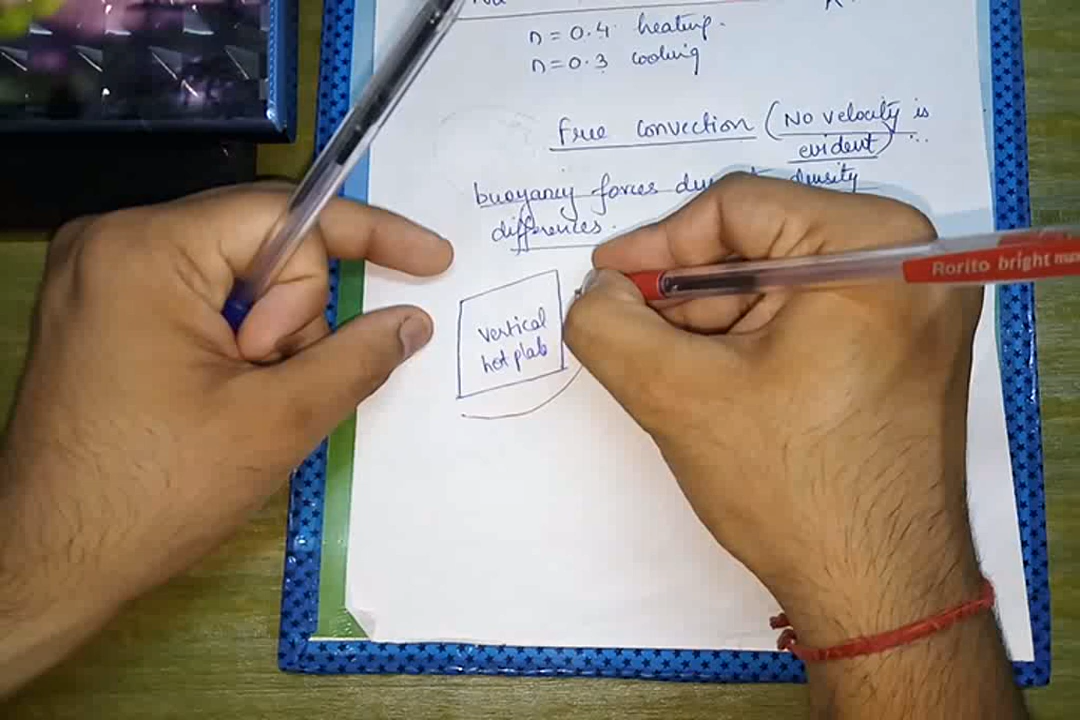 n = 0.4 heating.
n = 0.3 cooling
Free convection (No velocity is
evident) ...
buoyancy forces density
differences.
vertical
hot plate
Rorito bright